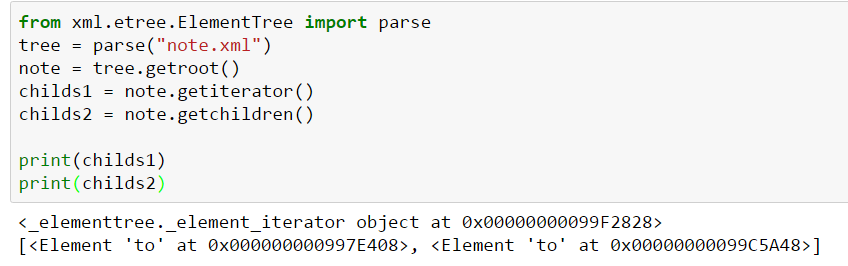 from xml.etree.ElementTree import parse
tree = parse("note.xml")
note = tree.getroot()
childs1 = note.getiterator()
childs2 = note.getchildren()
print(childs1)
print(childs2)
<_elementtree._element_iterator object at 0x00000000099F2828>
[<Element 'to' at 0x000000000997E408>, <Element 'to' at 0x00000000099C5A48>]